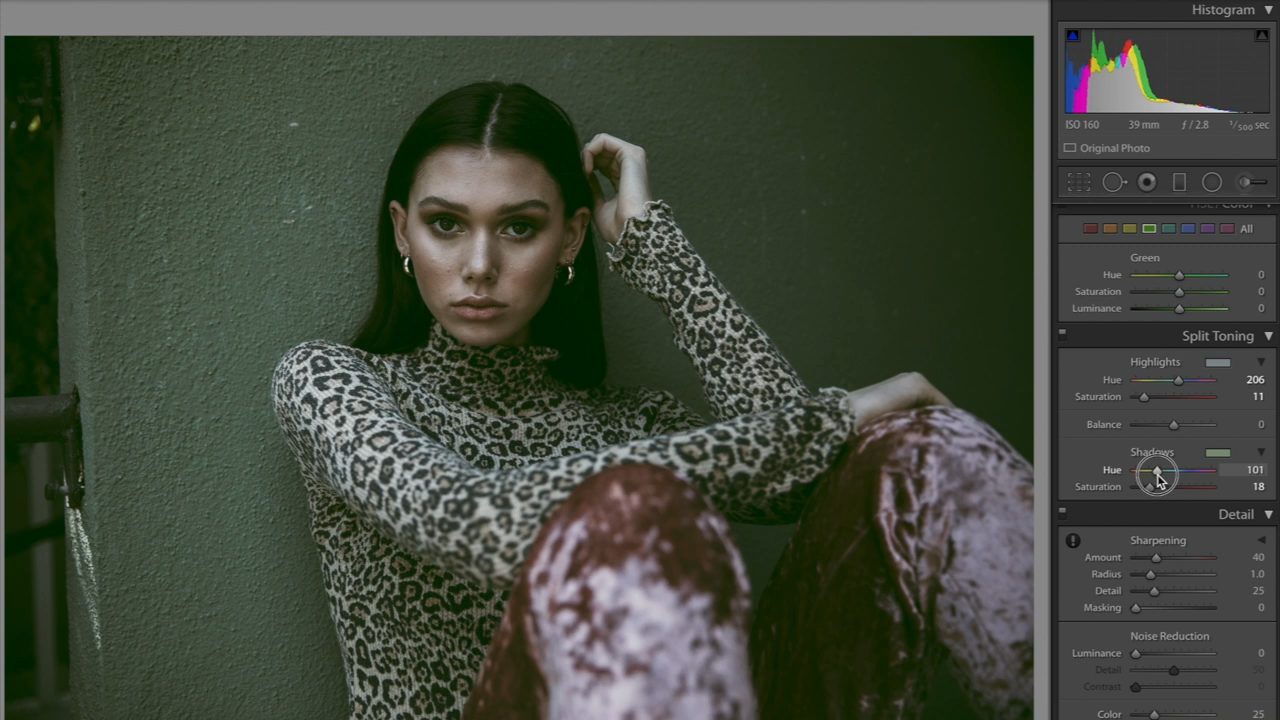 Histogram
ISO 160 39 mm ƒ / 2.8 1/500 sec
Original Photo
All
Green
Hue 0
Saturation 0
Luminance 0
Split Toning
Highlights
Hue 206
Saturation 11
Balance 0
Shadows
Hue 101
Saturation 18
Detail
Sharpening
Amount 40
Radius 1.0
Detail 25
Masking 0
Noise Reduction
Luminance 0
Detail 50
Contrast 0
Color 25